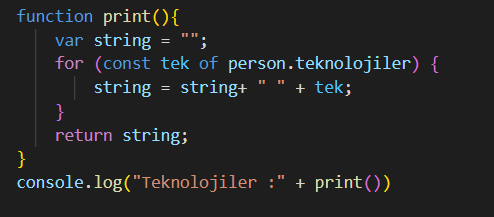 function print(){
    var string = "";
    for (const tek of person.teknolojiler) {
        string = string+ " " + tek;
    }
    return string;
}
console.log("Teknolojiler :" + print())